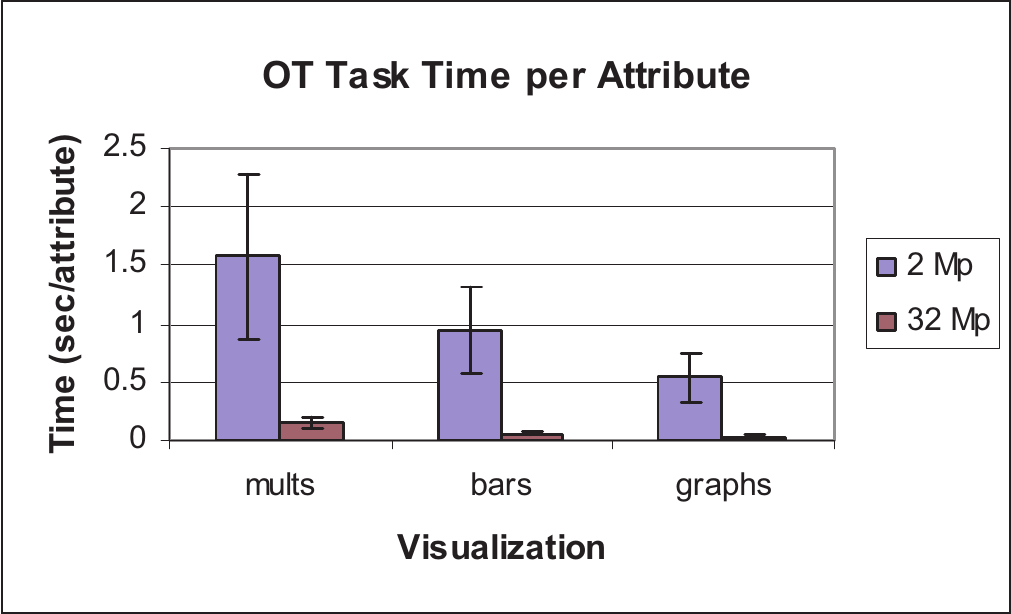 OT Task Time per Attribute
Time (sec/attribute)
2.5
2
1.5
1
0.5
0
mults
bars
graphs
Visualization
2 Mp
32 Mp